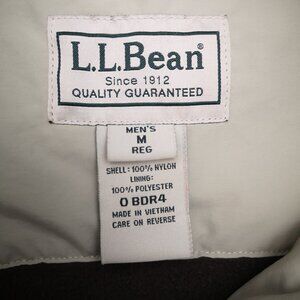 L.L.Bean®
Since 1912
QUALITY GUARANTEED
MEN'S
M
REG
SHELL: 100% NYLON
LINING:
100% POLYESTER
0 BDR4
MADE IN VIETNAM
CARE ON REVERSE